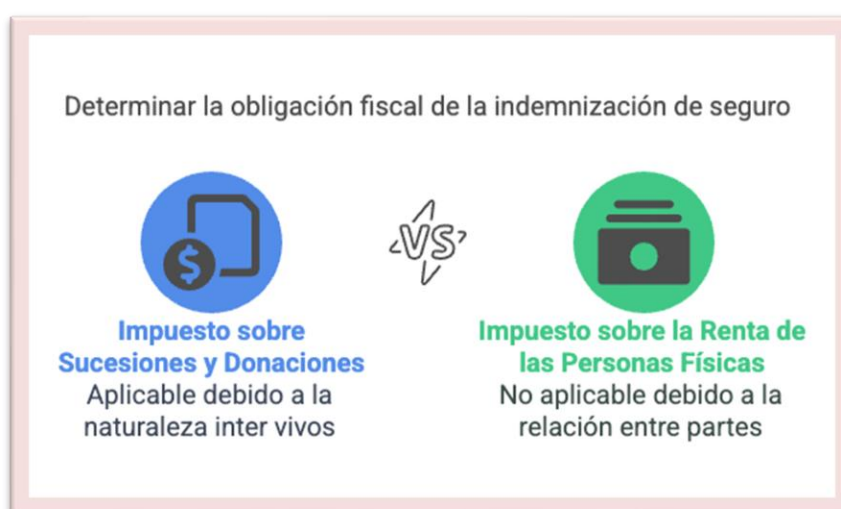 Determinar la obligación fiscal de la indemnización de seguro
VS
Impuesto sobre
Sucesiones y Donaciones
Aplicable debido a la
naturaleza inter vivos
Impuesto sobre la Renta de
las Personas Físicas
No aplicable debido a la
relación entre partes